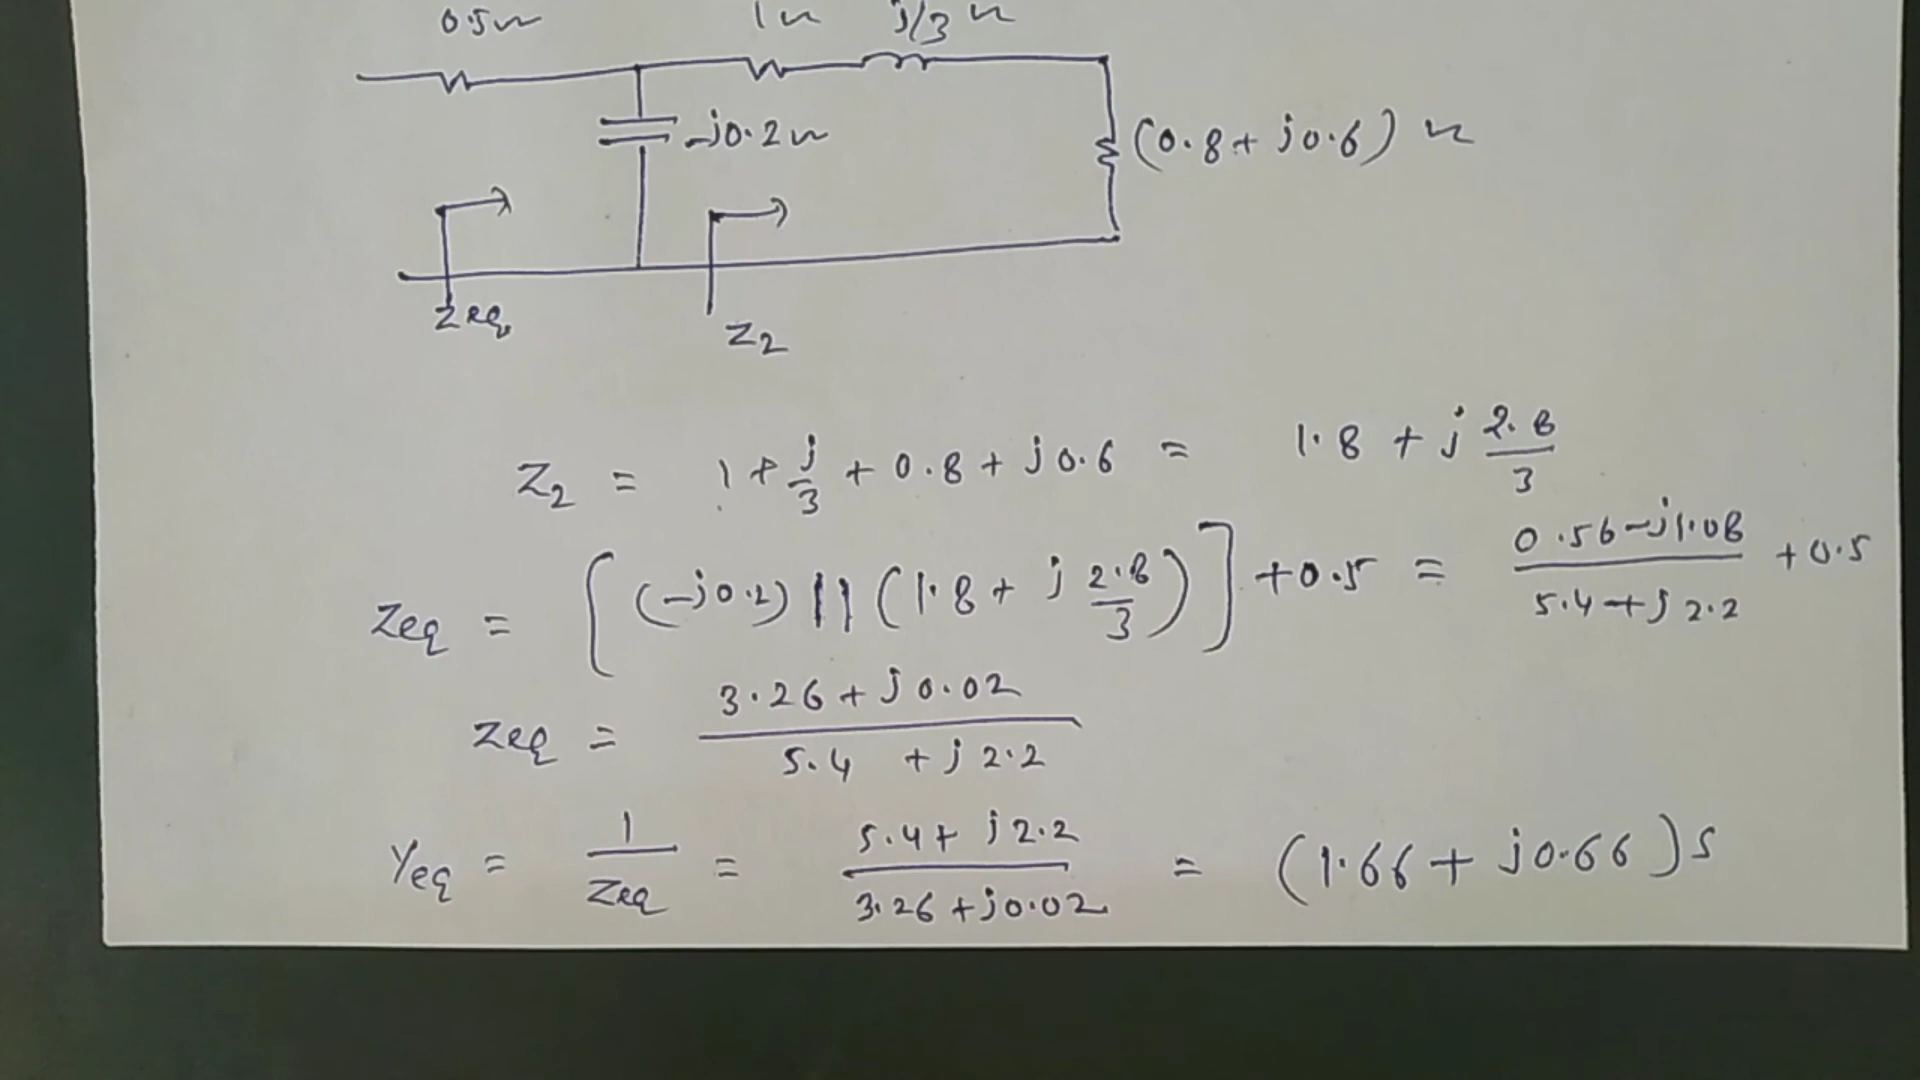 0.5Ω 1Ω j/3 Ω
-j0.2Ω
(0.8+j0.6) Ω
Zeq
Z2
Z2 = 1 + j/3 + 0.8 + j0.6 = 1.8 + j 2.8/3
Zeq = [(-j0.2) || (1.8 + j 2.8/3)] + 0.5 = (0.56-j1.08)/(5.4+j2.2) + 0.5
Zeq = (3.26 + j0.02)/(5.4 + j2.2)
Yeq = 1/Zeq = (5.4 + j2.2)/(3.26 + j0.02) = (1.66 + j0.66)s